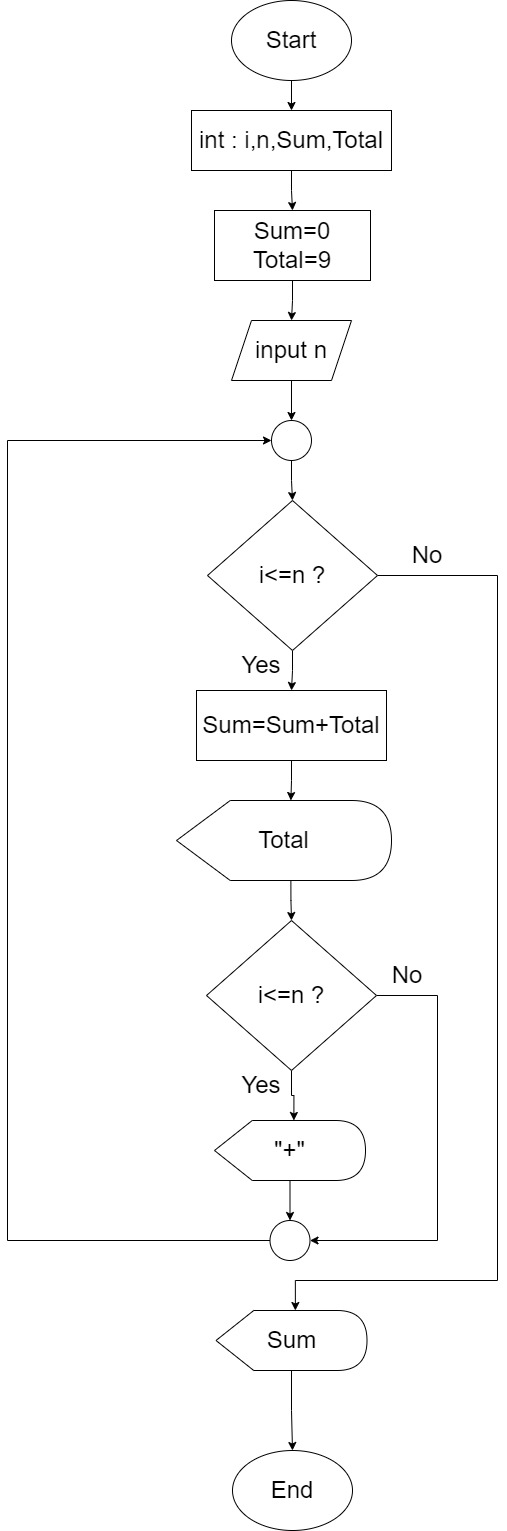 Start
int : i,n,Sum,Total
Sum=0
Total=9
input n
i<=n ?
No
Yes
Sum=Sum+Total
Total
i<=n ?
No
Yes
"+"
Sum
End